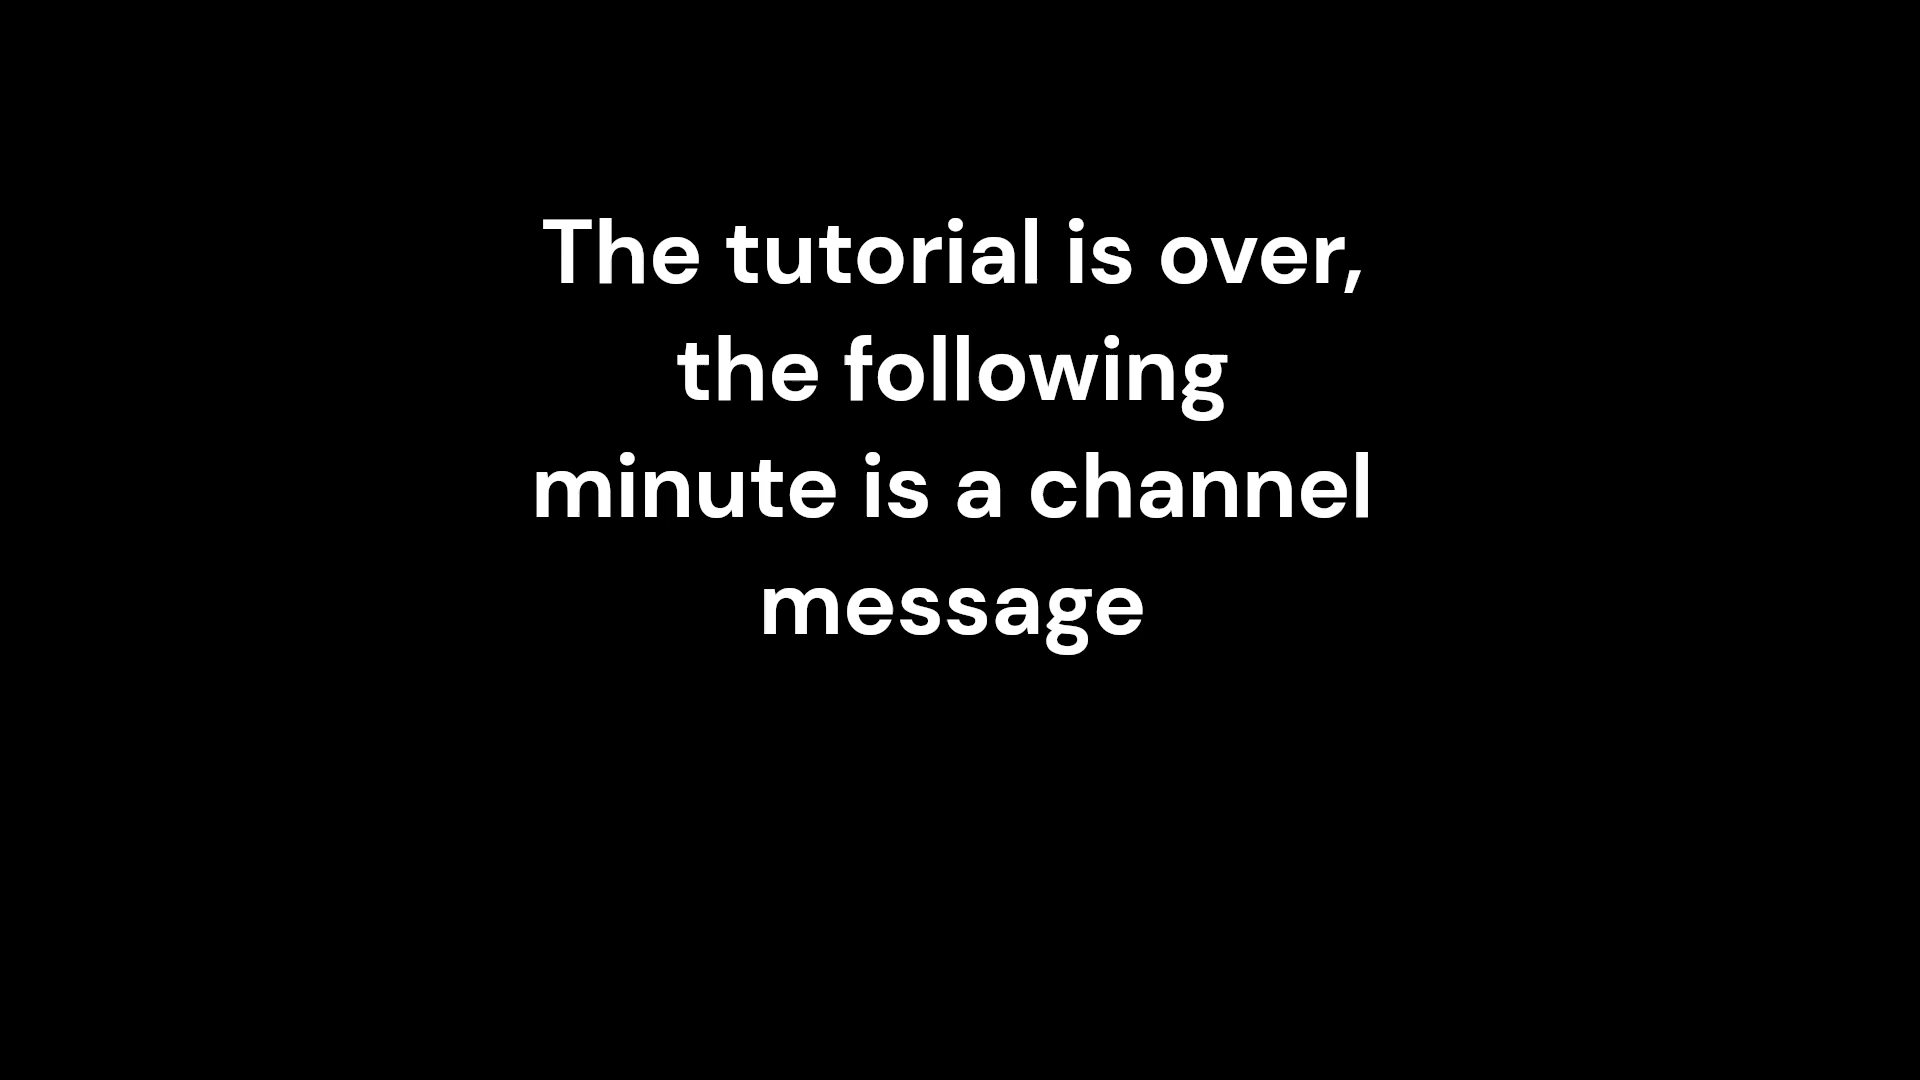 The tutorial is over,
the following
minute is a channel
message